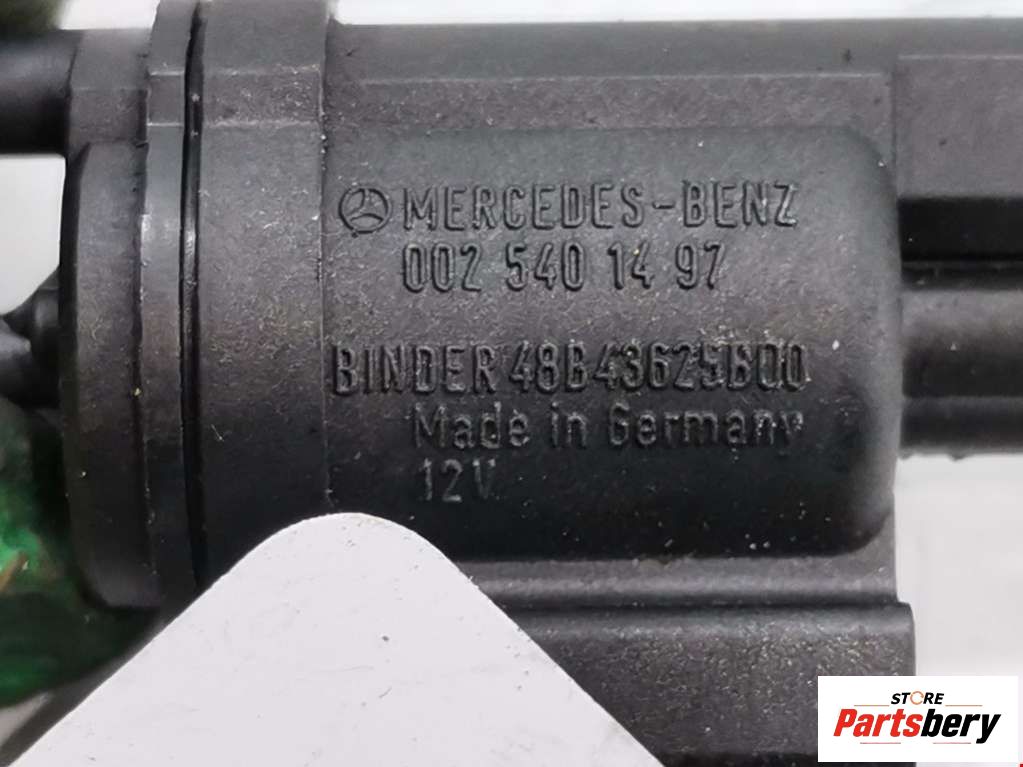 MERCEDES-BENZ
002 540 14 97
BINDER 48B43625B00
Made in Germany
12V
STORE
Partsbery